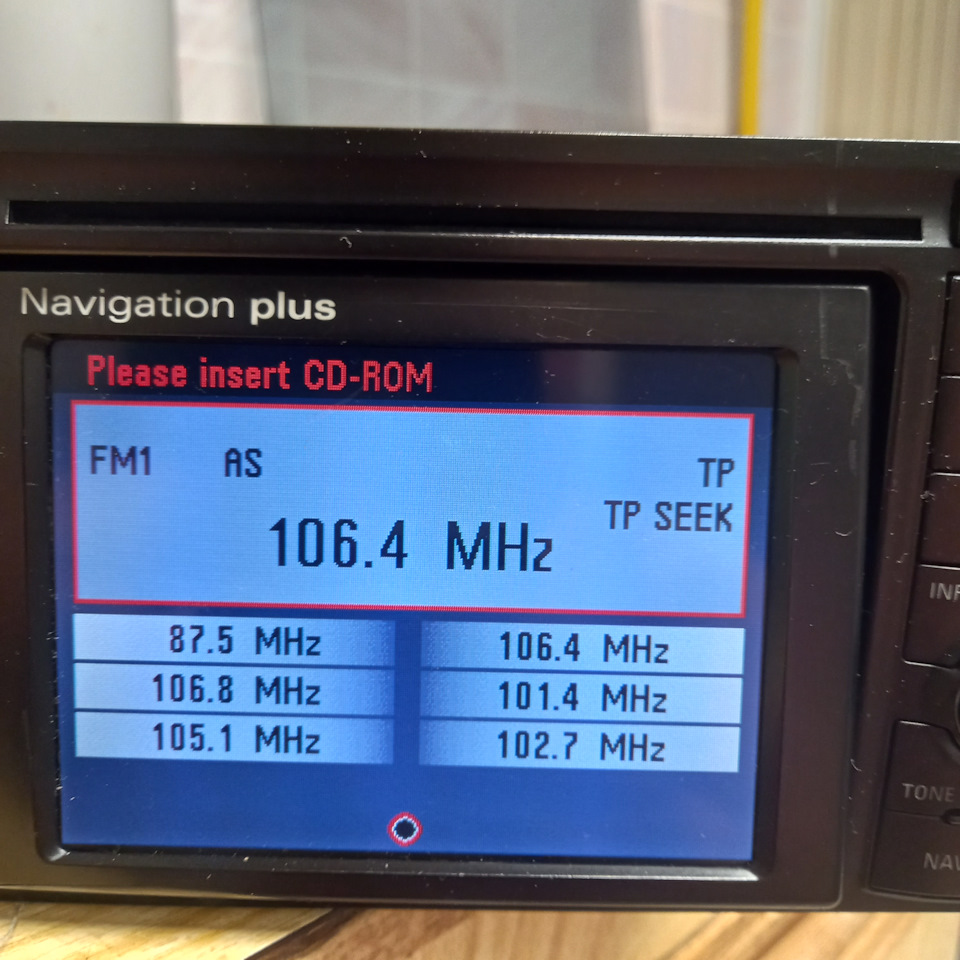 Navigation plus
Please insert CD-ROM
FM1 AS TP
TP SEEK
106.4 MHz
87.5 MHz 106.4 MHz
106.8 MHz 101.4 MHz
105.1 MHz 102.7 MHz
TONE